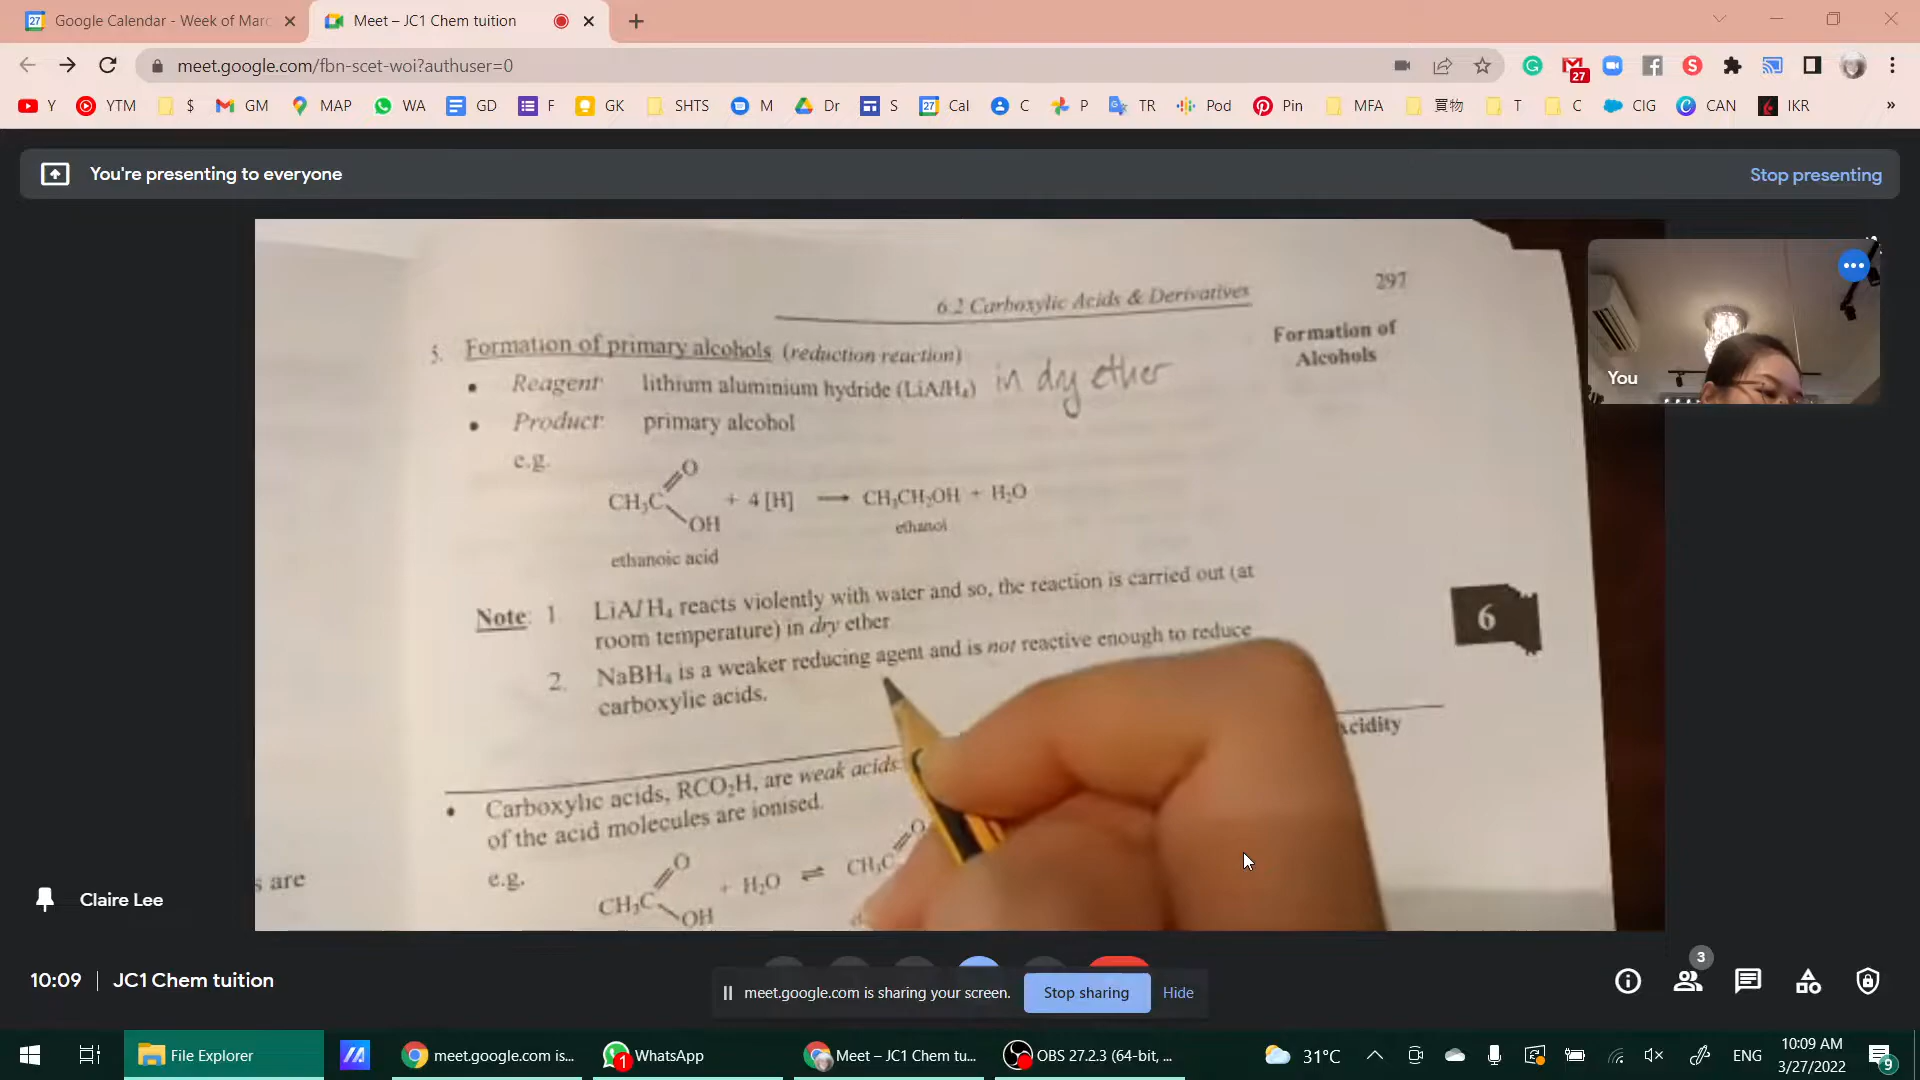 Google Calendar - Week of Marc
Meet – JC1 Chem tuition
meet.google.com/fbn-scet-woi?authuser=0
27
Y YTM $ GM MAP WA GD F GK SHTS M Dr S Cal C P TR Pod Pin MFA 買物 T C CIG CAN IKR »
You're presenting to everyone
Stop presenting
6.2 Carboxylic Acids & Derivatives
297
5. Formation of primary alcohols (reduction reaction)
Formation of
Alcohols
• Reagent: lithium aluminium hydride (LiAlH₄) in dry ether
• Product: primary alcohol
e.g.
CH₃C O OH + 4 [H] ⟶ CH₃CH₂OH + H₂O
ethanol
ethanoic acid
Note: 1. LiAlH₄ reacts violently with water and so, the reaction is carried out (at
room temperature) in dry ether
2. NaBH₄ is a weaker reducing agent and is not reactive enough to reduce
carboxylic acids.
6
Acidity
• Carboxylic acids, RCO₂H, are weak acids
of the acid molecules are ionised.
e.g.
CH₃C O OH + H₂O ⇌ CH₃C O
s are
You
Claire Lee
10:09 | JC1 Chem tuition
3
meet.google.com is sharing your screen.
Stop sharing
Hide
File Explorer
meet.google.com is...
1
WhatsApp
Meet – JC1 Chem tu...
OBS 27.2.3 (64-bit, ...
31°C
ENG
10:09 AM
3/27/2022
9